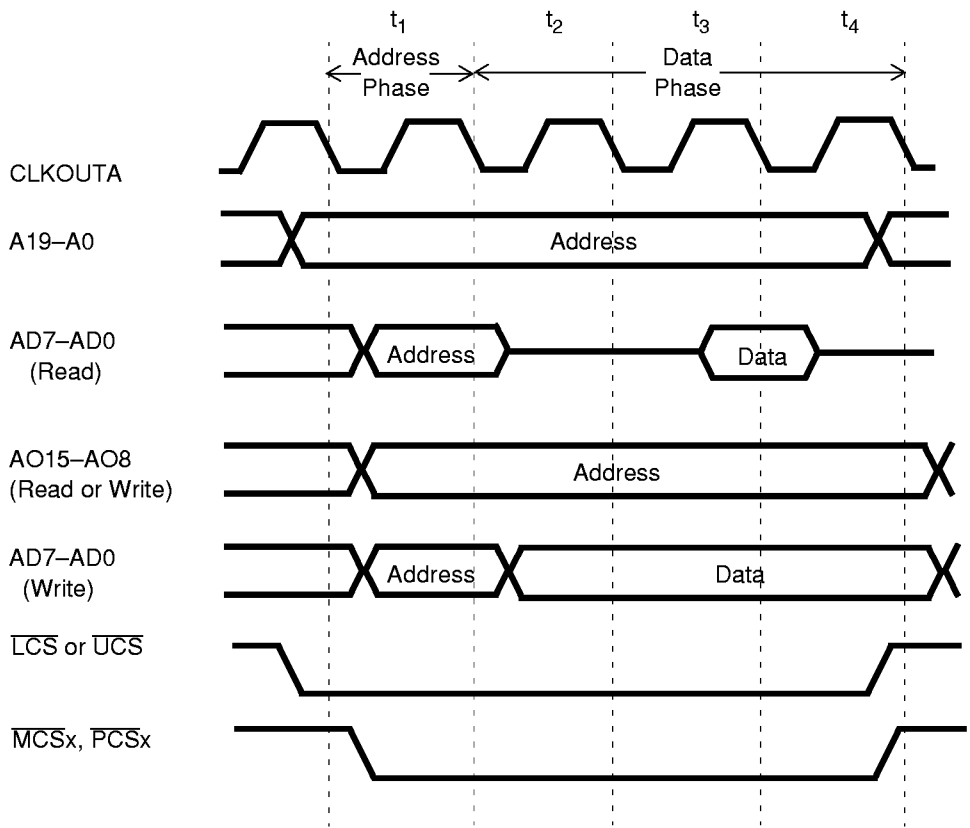 t1 t2 t3 t4
Address
Phase
Data
Phase
CLKOUTA
A19–A0
Address
AD7–AD0
(Read)
Address
Data
AO15–AO8
(Read or Write)
Address
AD7–AD0
(Write)
Address
Data
LCS or UCS
MCSx, PCSx